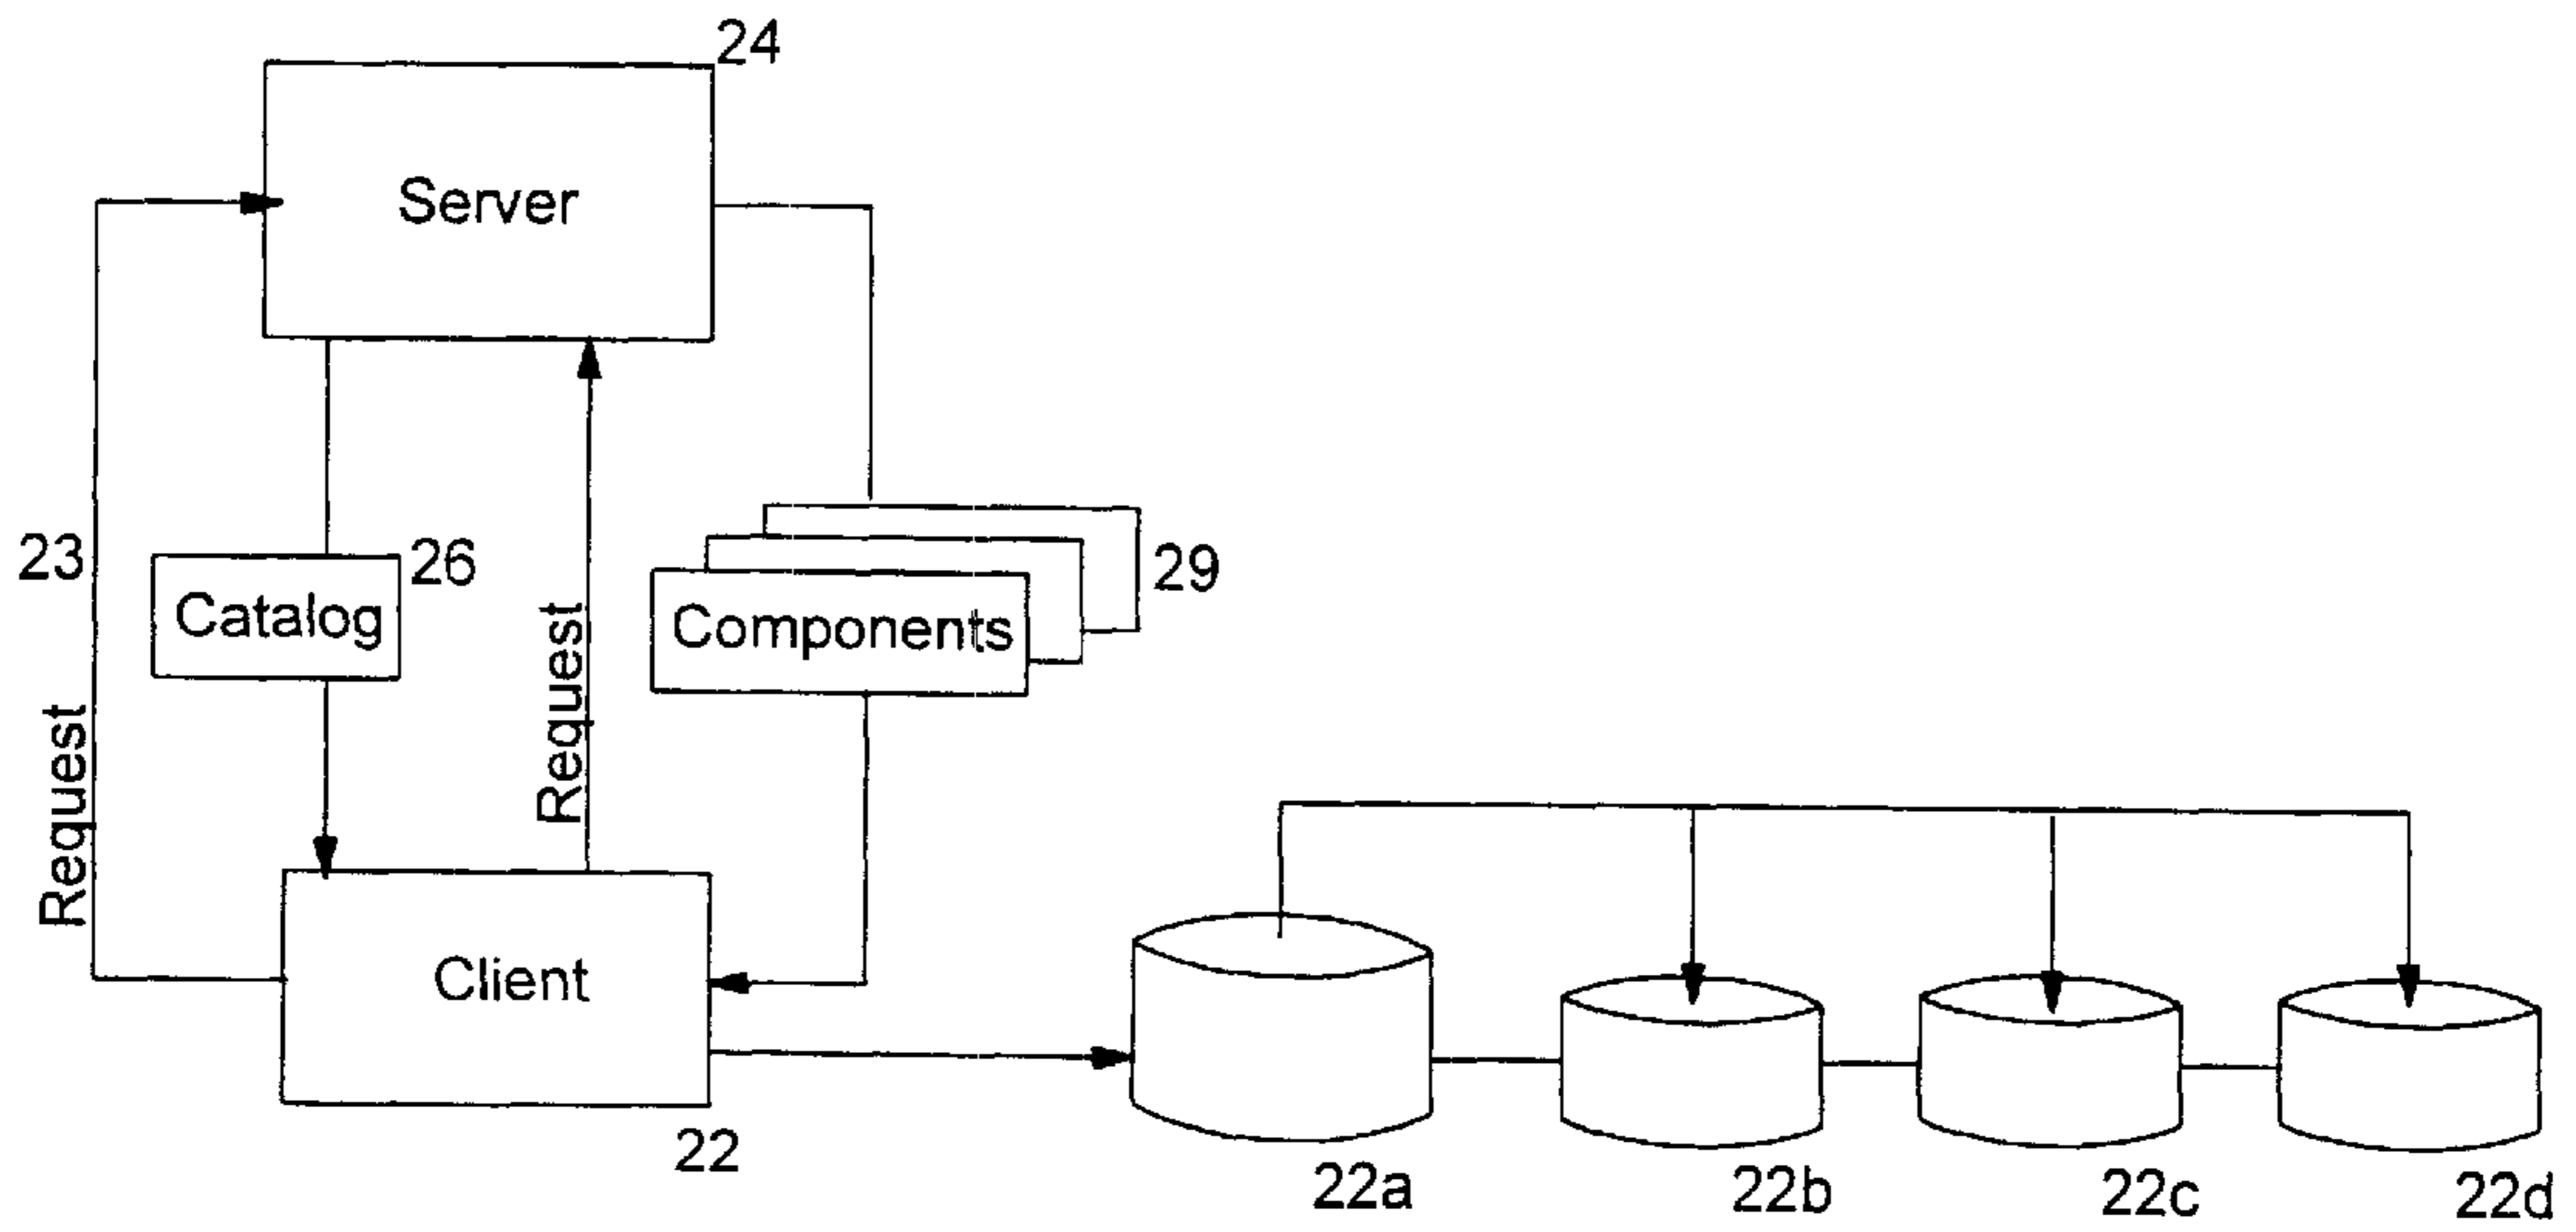 24
Server
23
26
Catalog
29
Components
Request
Request
Client
22
22a
22b
22c
22d